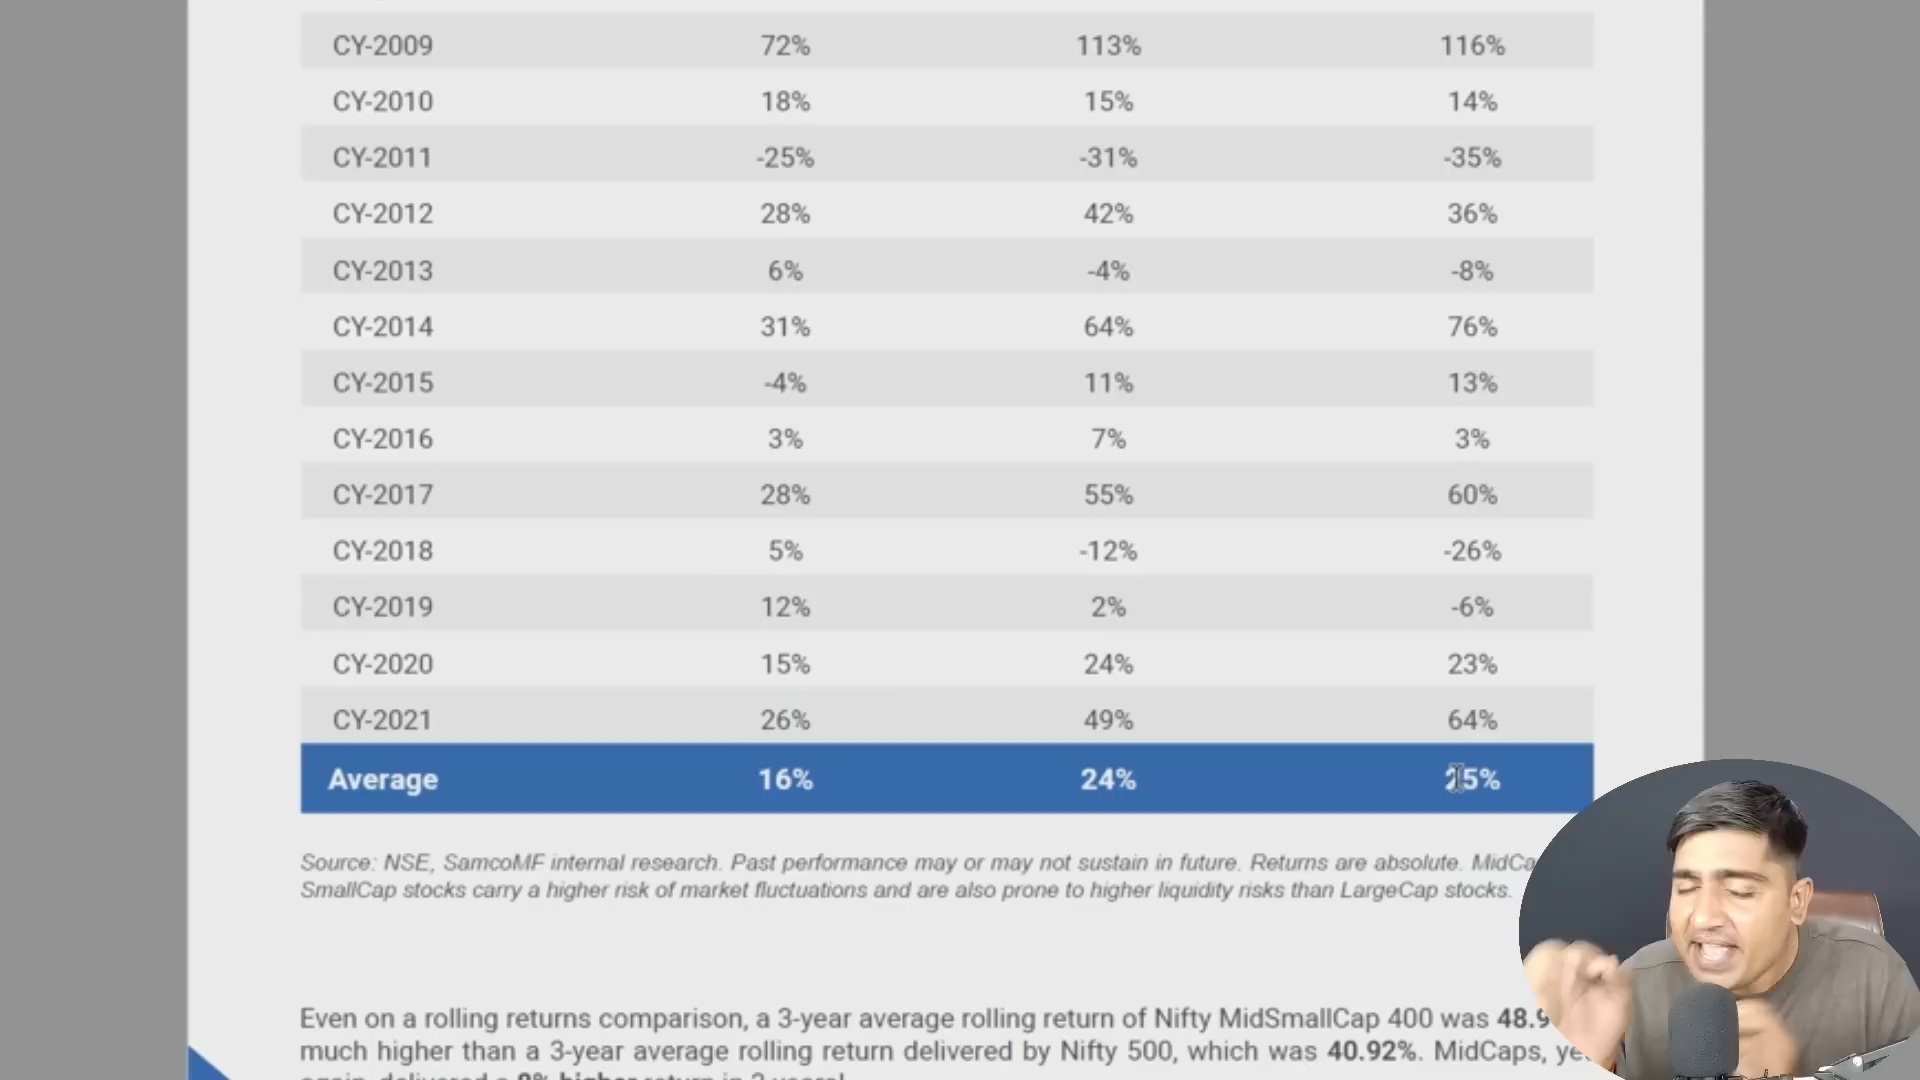 CY-2009 72% 113% 116%
CY-2010 18% 15% 14%
CY-2011 -25% -31% -35%
CY-2012 28% 42% 36%
CY-2013 6% -4% -8%
CY-2014 31% 64% 76%
CY-2015 -4% 11% 13%
CY-2016 3% 7% 3%
CY-2017 28% 55% 60%
CY-2018 5% -12% -26%
CY-2019 12% 2% -6%
CY-2020 15% 24% 23%
CY-2021 26% 49% 64%
Average 16% 24% 25%
Source: NSE, SamcoMF internal research. Past performance may or may not sustain in future. Returns are absolute.
SmallCap stocks carry a higher risk of market fluctuations and are also prone to higher liquidity risks than LargeCap stocks.
Even on a rolling returns comparison, a 3-year average rolling return of Nifty MidSmallCap 400 was
much higher than a 3-year average rolling return delivered by Nifty 500, which was 40.92%. MidCaps,